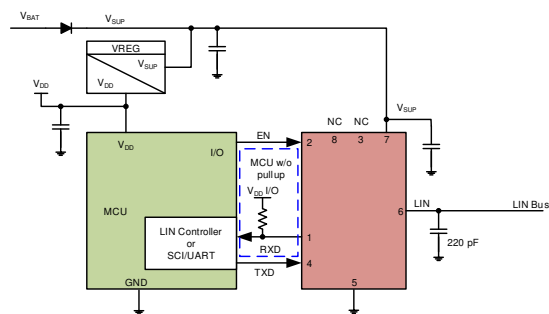 VBAT
VSUP
VREG
VSUP
VDD
VDD
NC NC
VSUP
EN
VDD
I/O
2
8 3 7
MCU w/o
pullup
VDD I/O
MCU
LIN Controller
or
SCI/UART
RXD
1
TXD
4
6
LIN
LIN Bus
220 pF
GND
5